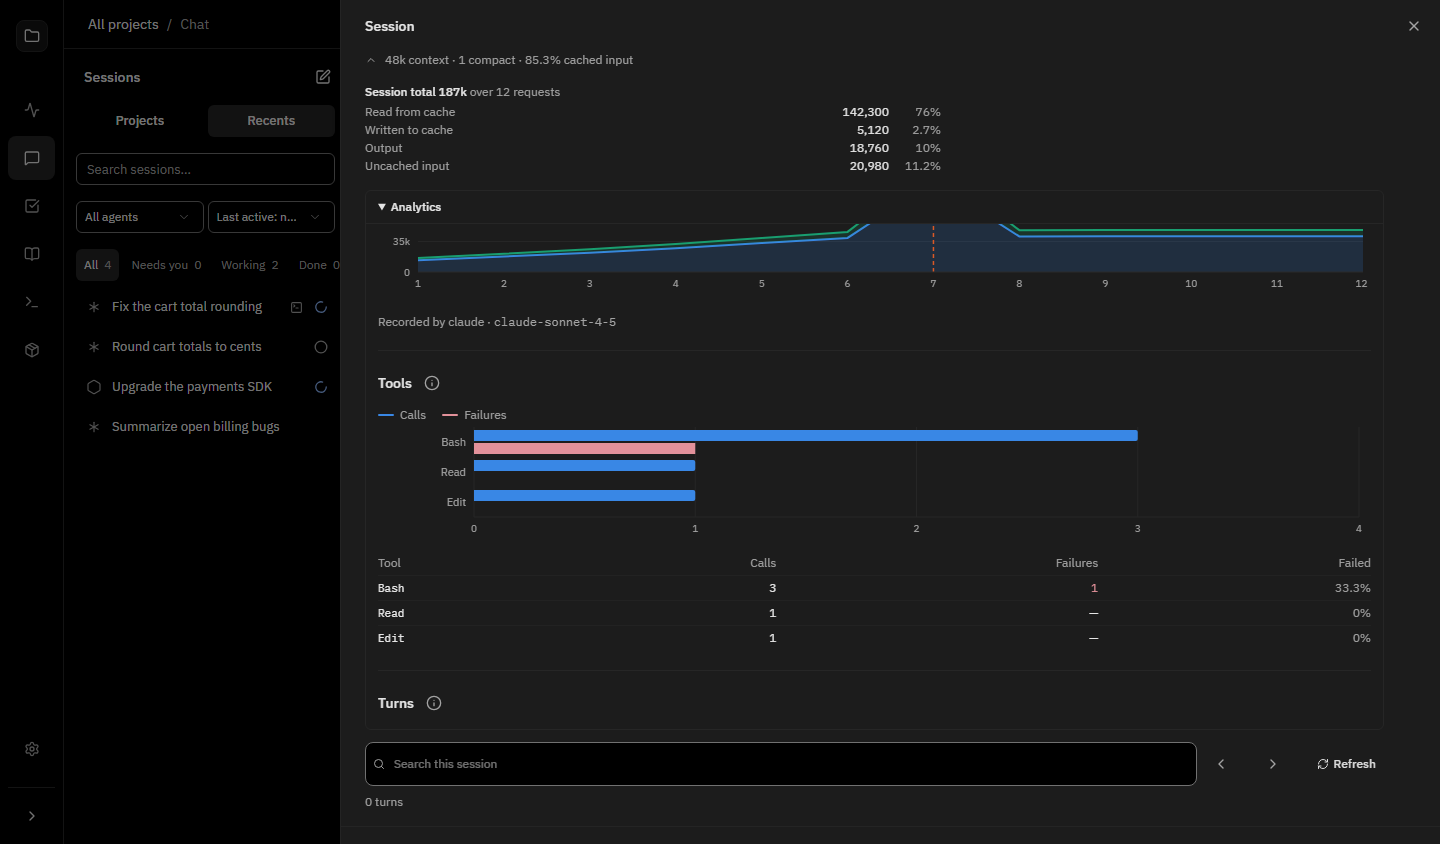 All projects / Chat
Sessions
Projects Recents
Search sessions...
All agents Last active: n...
All 4 Needs you 0 Working 2 Done 0
Fix the cart total rounding
Round cart totals to cents
Upgrade the payments SDK
Summarize open billing bugs
Session
48k context · 1 compact · 85.3% cached input
Session total 187k over 12 requests
Read from cache 142,300 76%
Written to cache 5,120 2.7%
Output 18,760 10%
Uncached input 20,980 11.2%
Analytics
35k
0
1 2 3 4 5 6 7 8 9 10 11 12
Recorded by claude · claude-sonnet-4-5
Tools
Calls Failures
Bash
Read
Edit
0 1 2 3 4
Tool Calls Failures Failed
Bash 3 1 33.3%
Read 1 — 0%
Edit 1 — 0%
Turns
Search this session
Refresh
0 turns